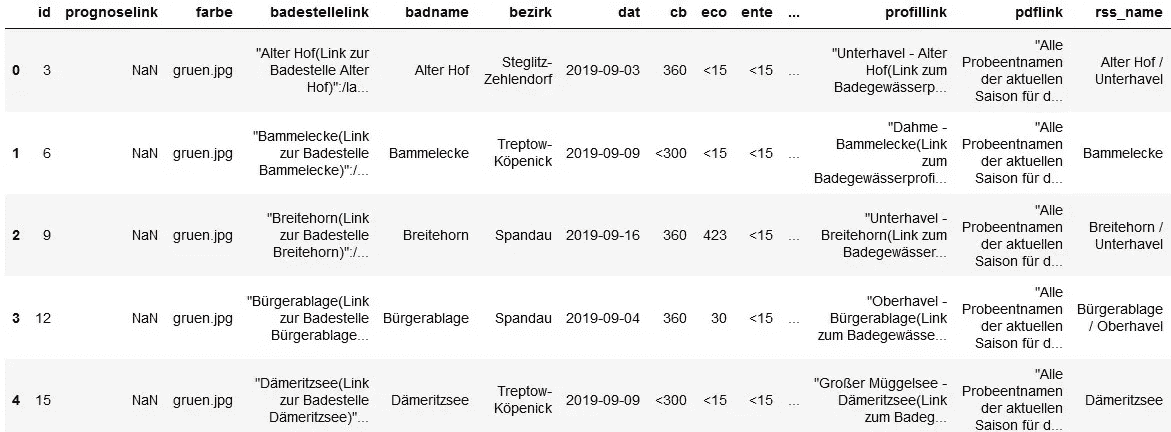 id prognoselink farbe badestellelink badname bezirk dat cb eco ente ... profillink pdflink rss_name
0 3 NaN gruen.jpg "Alter Hof(Link zur Badestelle Alter Hof)":/la... Alter Hof Steglitz-Zehlendorf 2019-09-03 360 <15 <15 ... "Unterhavel - Alter Hof(Link zum Badegewässerp... "Alle Probeentnamen der aktuellen Saison für d... Alter Hof / Unterhavel
1 6 NaN gruen.jpg "Bammelecke(Link zur Badestelle Bammelecke)":/... Bammelecke Treptow-Köpenick 2019-09-09 <300 <15 <15 ... "Dahme - Bammelecke(Link zum Badegewässerprofi... "Alle Probeentnamen der aktuellen Saison für d... Bammelecke
2 9 NaN gruen.jpg "Breitehorn(Link zur Badestelle Breitehorn)":/... Breitehorn Spandau 2019-09-16 360 423 <15 ... "Unterhavel - Breitehorn(Link zum Badegewässer... "Alle Probeentnamen der aktuellen Saison für d... Breitehorn / Unterhavel
3 12 NaN gruen.jpg "Bürgerablage(Link zur Badestelle Bürgerablage... Bürgerablage Spandau 2019-09-04 360 30 <15 ... "Oberhavel - Bürgerablage(Link zum Badegewässe... "Alle Probeentnamen der aktuellen Saison für d... Bürgerablage / Oberhavel
4 15 NaN gruen.jpg "Dämeritzsee(Link zur Badestelle Dämeritzsee)"... Dämeritzsee Treptow-Köpenick 2019-09-09 <300 <15 <15 ... "Großer Müggelsee - Dämeritzsee(Link zum Badeg... "Alle Probeentnamen der aktuellen Saison für d... Dämeritzsee